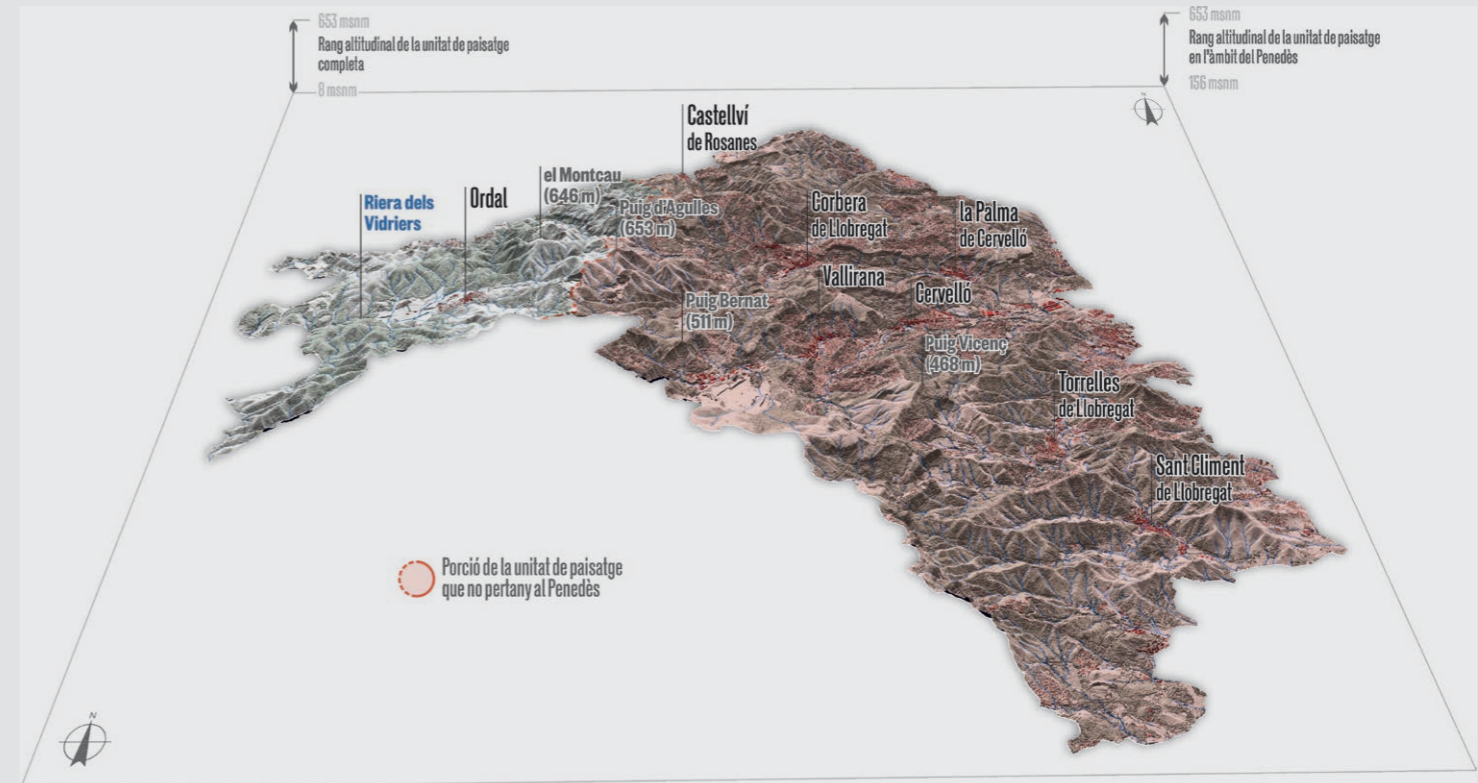 653 msnm
Rang altitudinal de la unitat de paisatge
completa
8 msnm
653 msnm
Rang altitudinal de la unitat de paisatge
en l'àmbit del Penedès
156 msnm
N
Castellví
de Rosanes
el Montcau
(646 m)
Ordal
Riera dels
Vidriers
Puig d'Agulles
(653 m)
Corbera
de Llobregat
la Palma
de Cervelló
Vallirana
Cervelló
Puig Bernat
(511 m)
Puig Vicenç
(468 m)
Torrelles
de Llobregat
Sant Climent
de Llobregat
Porció de la unitat de paisatge
que no pertany al Penedès
N